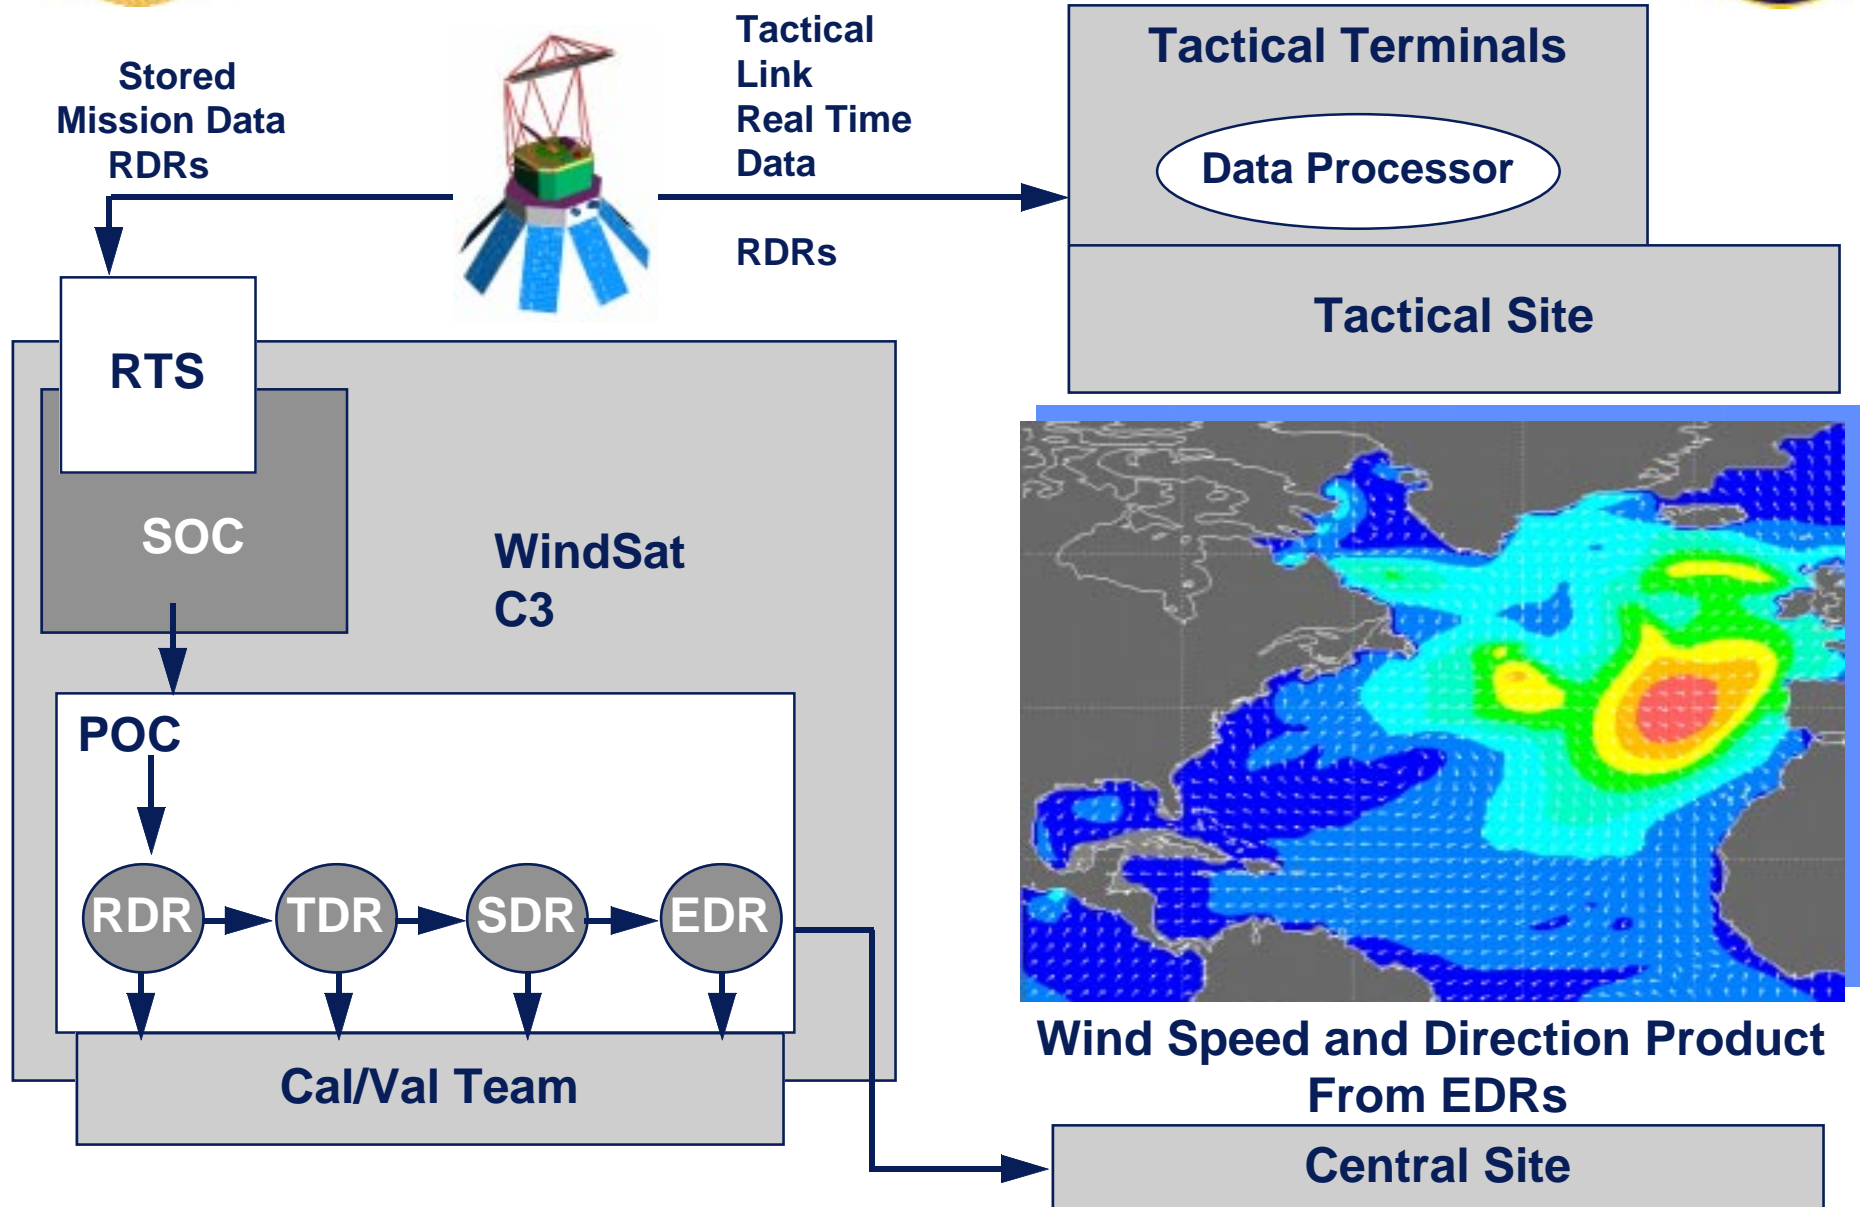 Stored
Mission Data
RDRs
Tactical
Link
Real Time
Data
RDRs
Tactical Terminals
Data Processor
Tactical Site
RTS
SOC
WindSat
C3
POC
RDR
TDR
SDR
EDR
Cal/Val Team
Wind Speed and Direction Product
From EDRs
Central Site